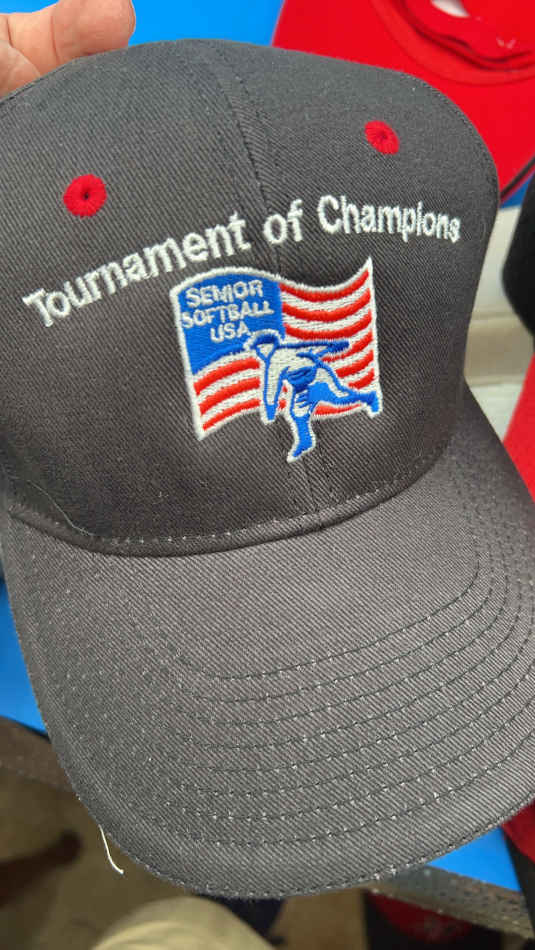 Tournament of Champions
SENIOR
SOFTBALL
USA